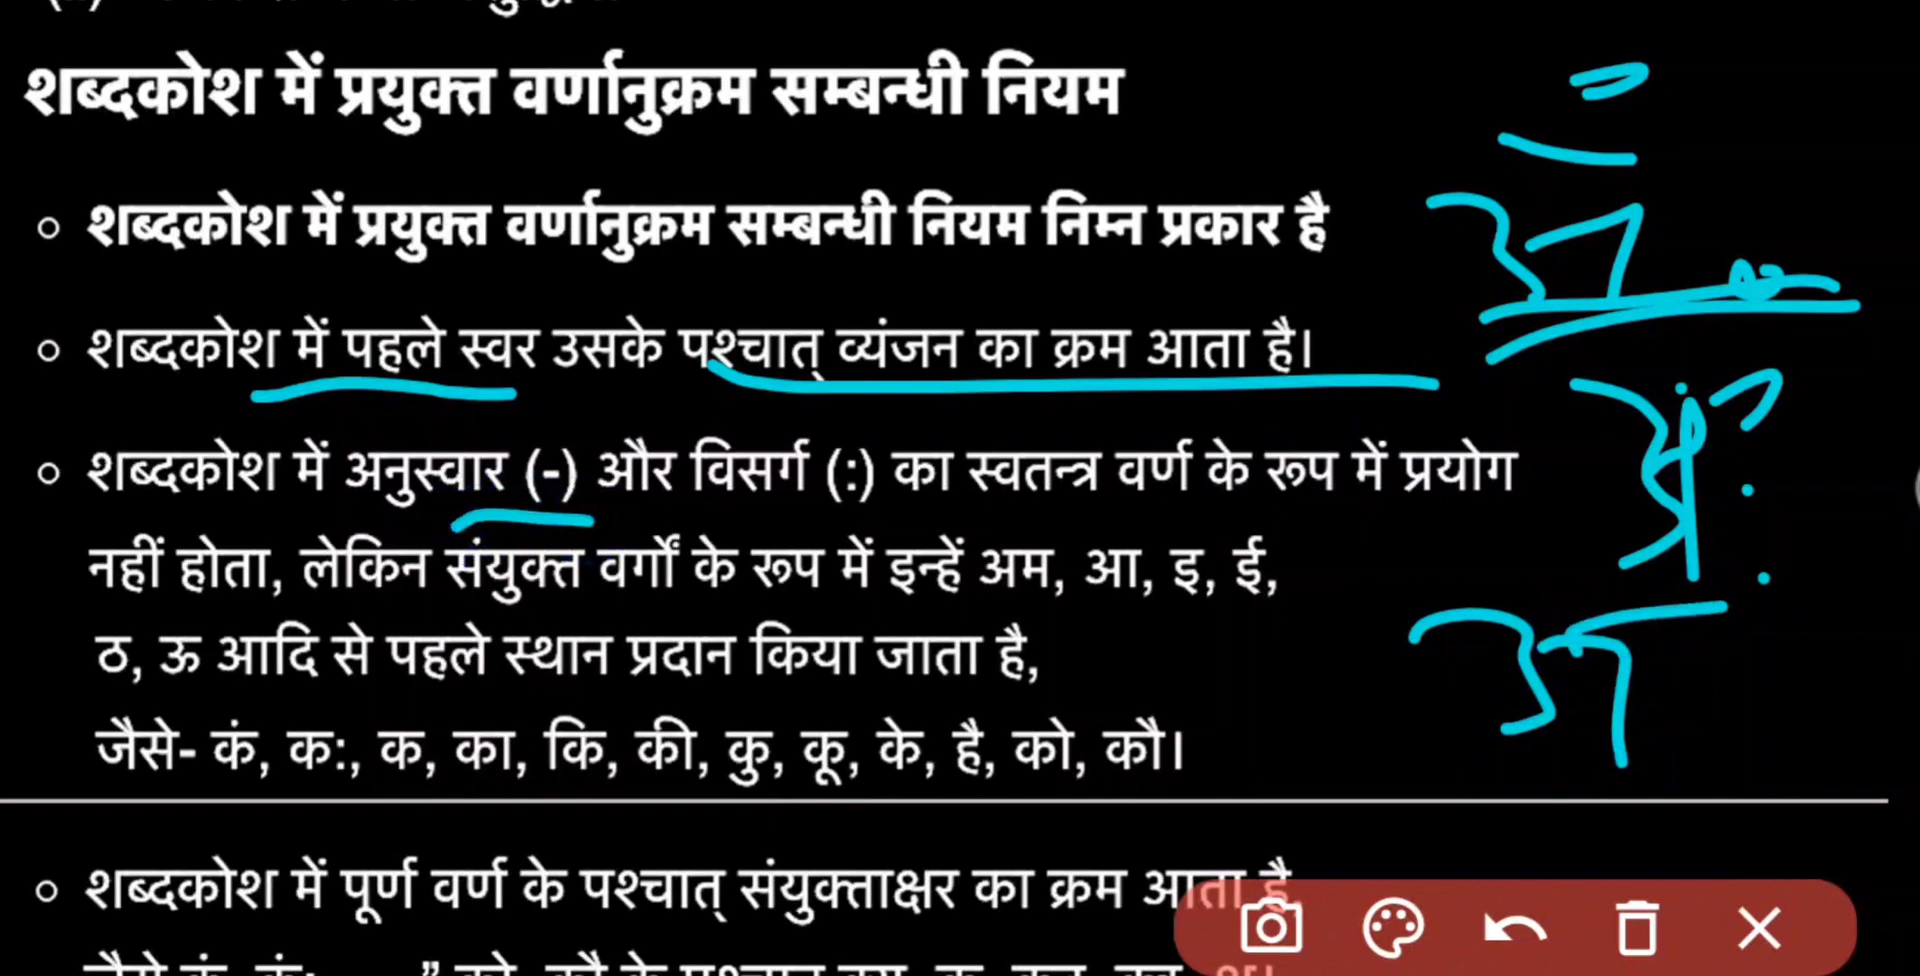 शब्दकोश में प्रयुक्त वर्णानुक्रम सम्बन्धी नियम
शब्दकोश में प्रयुक्त वर्णानुक्रम सम्बन्धी नियम निम्न प्रकार है
शब्दकोश में पहले स्वर उसके पश्चात् व्यंजन का क्रम आता है।
शब्दकोश में अनुस्वार (-) और विसर्ग (:) का स्वतन्त्र वर्ण के रूप में प्रयोग
नहीं होता, लेकिन संयुक्त वर्गों के रूप में इन्हें अम, आ, इ, ई,
ठ, ऊ आदि से पहले स्थान प्रदान किया जाता है,
जैसे- कं, क:, क, का, कि, की, कु, कू, के, है, को, कौ।
शब्दकोश में पूर्ण वर्ण के पश्चात् संयुक्ताक्षर का क्रम आता है,